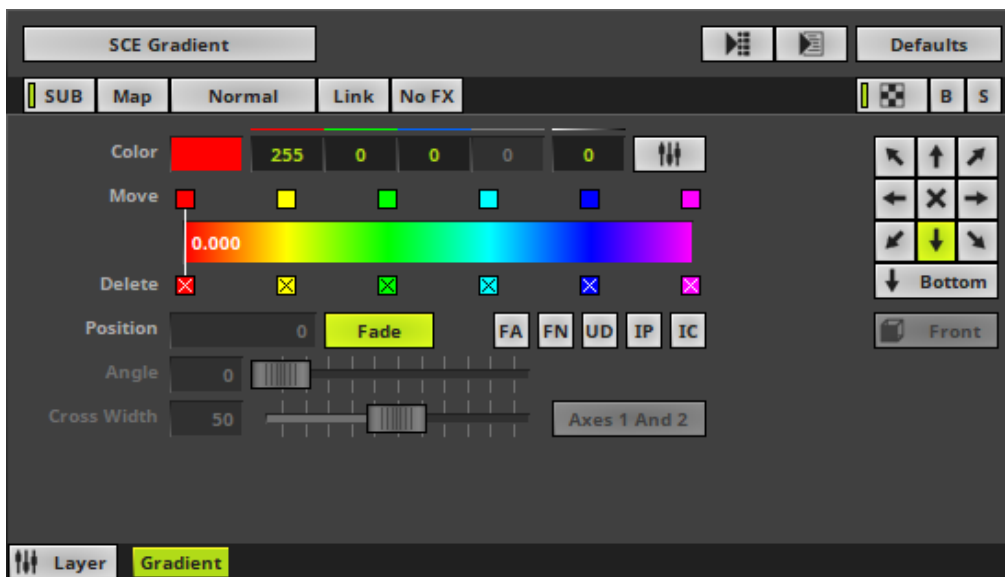 SCE Gradient Defaults
SUB Map Normal Link No FX B S
Color 255 0 0 0 0
Move
0.000
Delete
Position 0 Fade FA FN UD IP IC
Bottom
Front
Angle 0
Cross Width 50 Axes 1 And 2
Layer Gradient